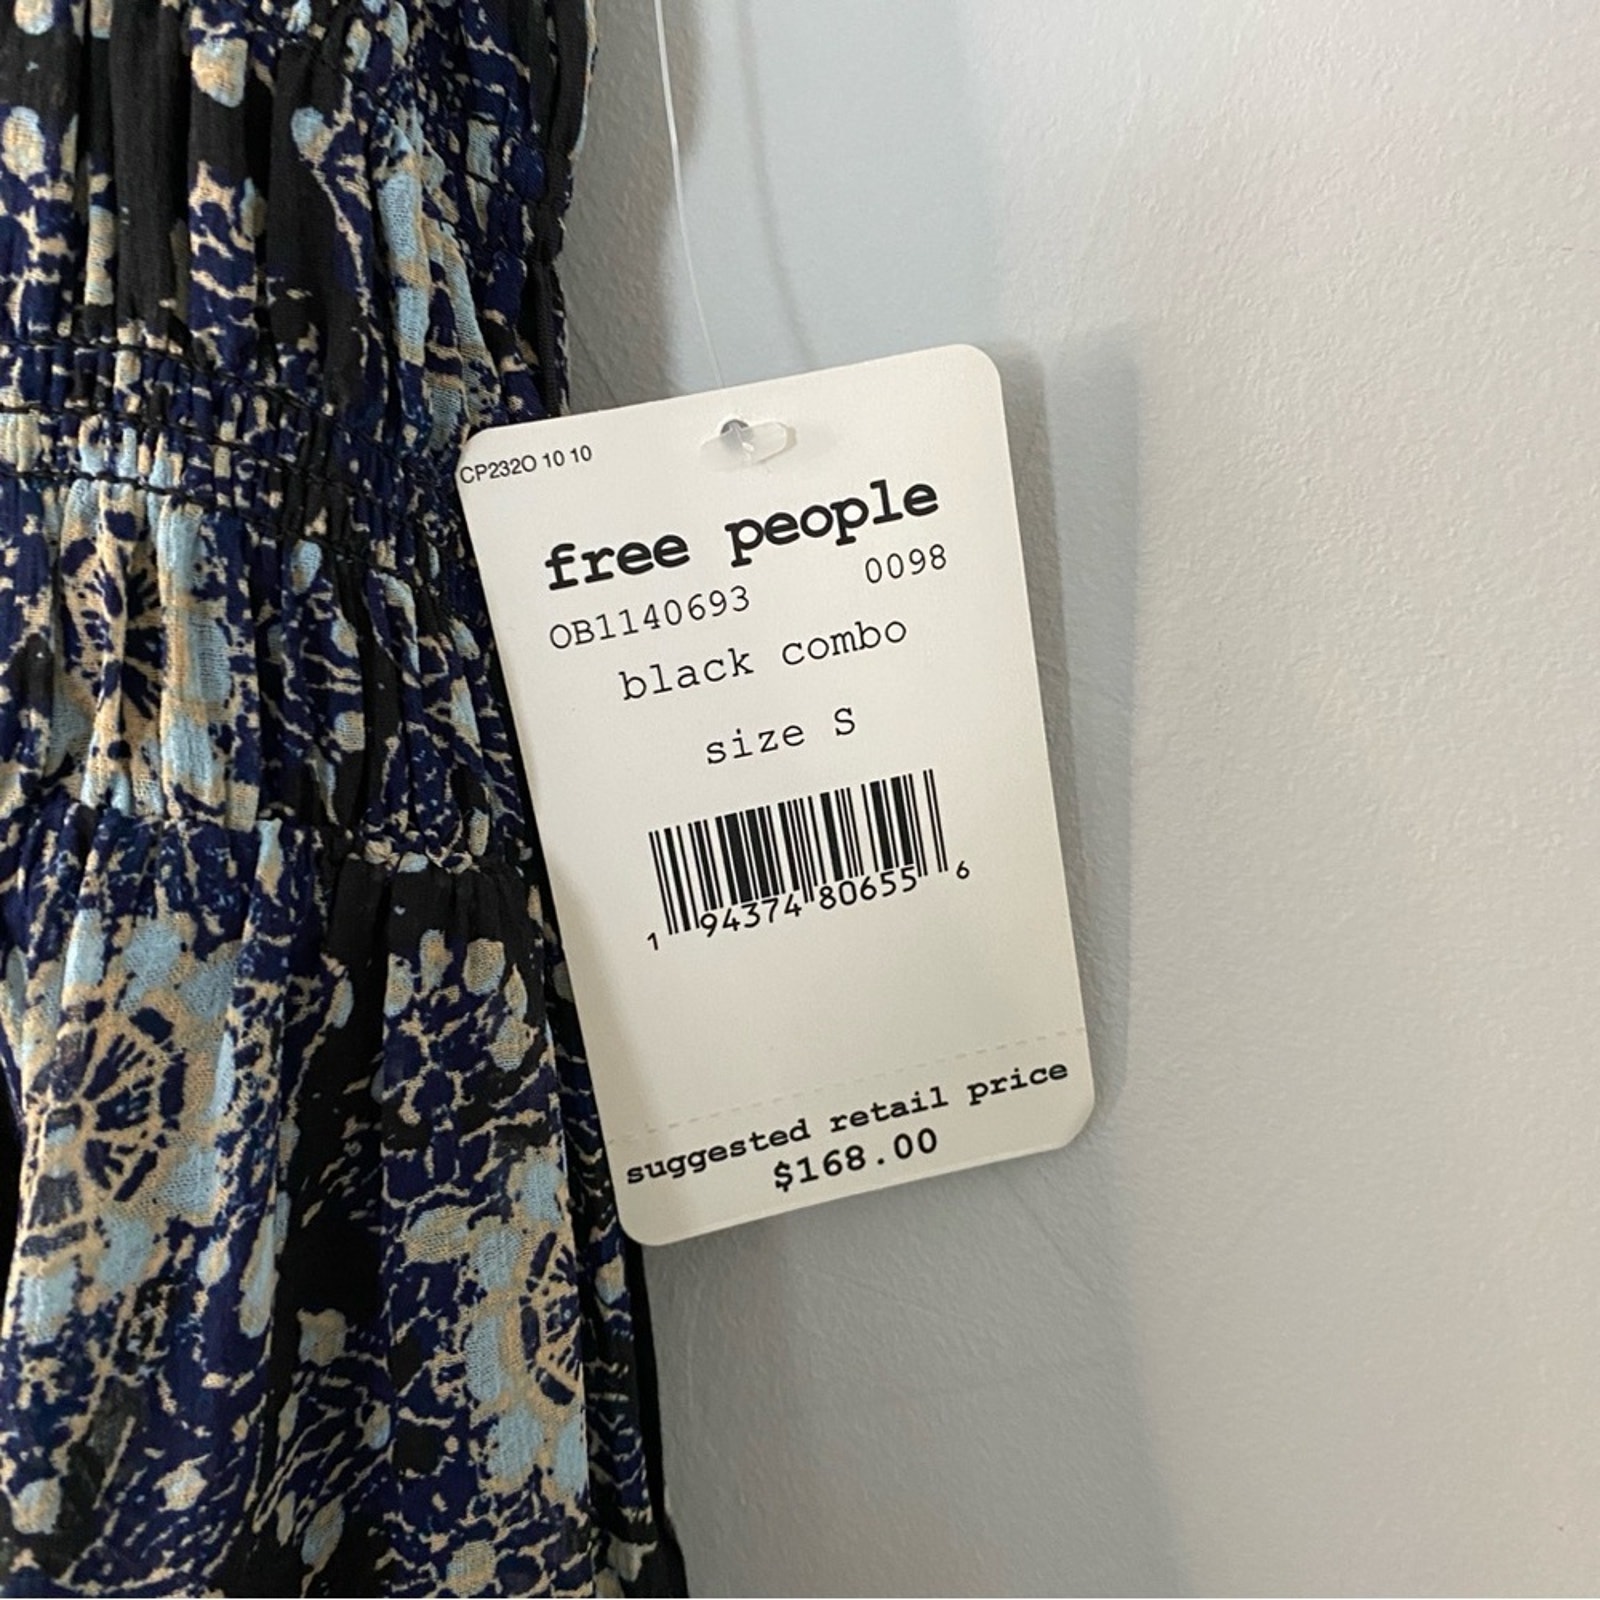 CP232O 10 10
free people
OB1140693 0098
black combo
size S
1 94374 80655 6
suggested retail price
$168.00